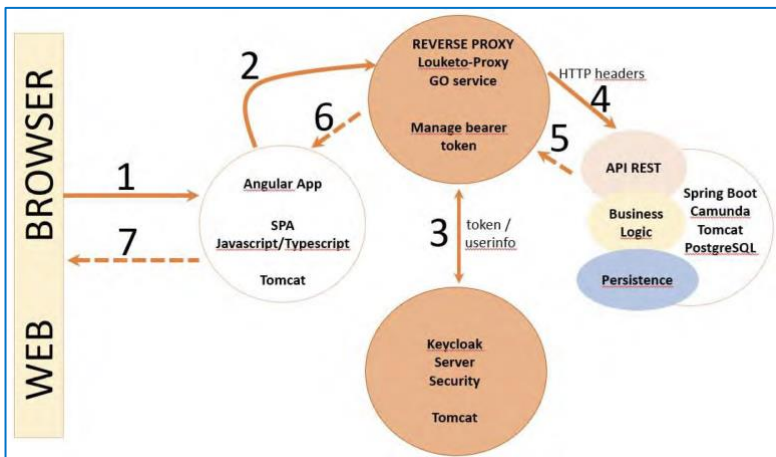 WEB BROWSER
1
7
Angular App
SPA
Javascript/Typescript
Tomcat
2
6
REVERSE PROXY
Louketo-Proxy
GO service
Manage bearer
token
3
token /
userinfo
Keycloak
Server
Security
Tomcat
HTTP headers
4
5
API REST
Business
Logic
Persistence
Spring Boot
Camunda
Tomcat
PostgreSQL